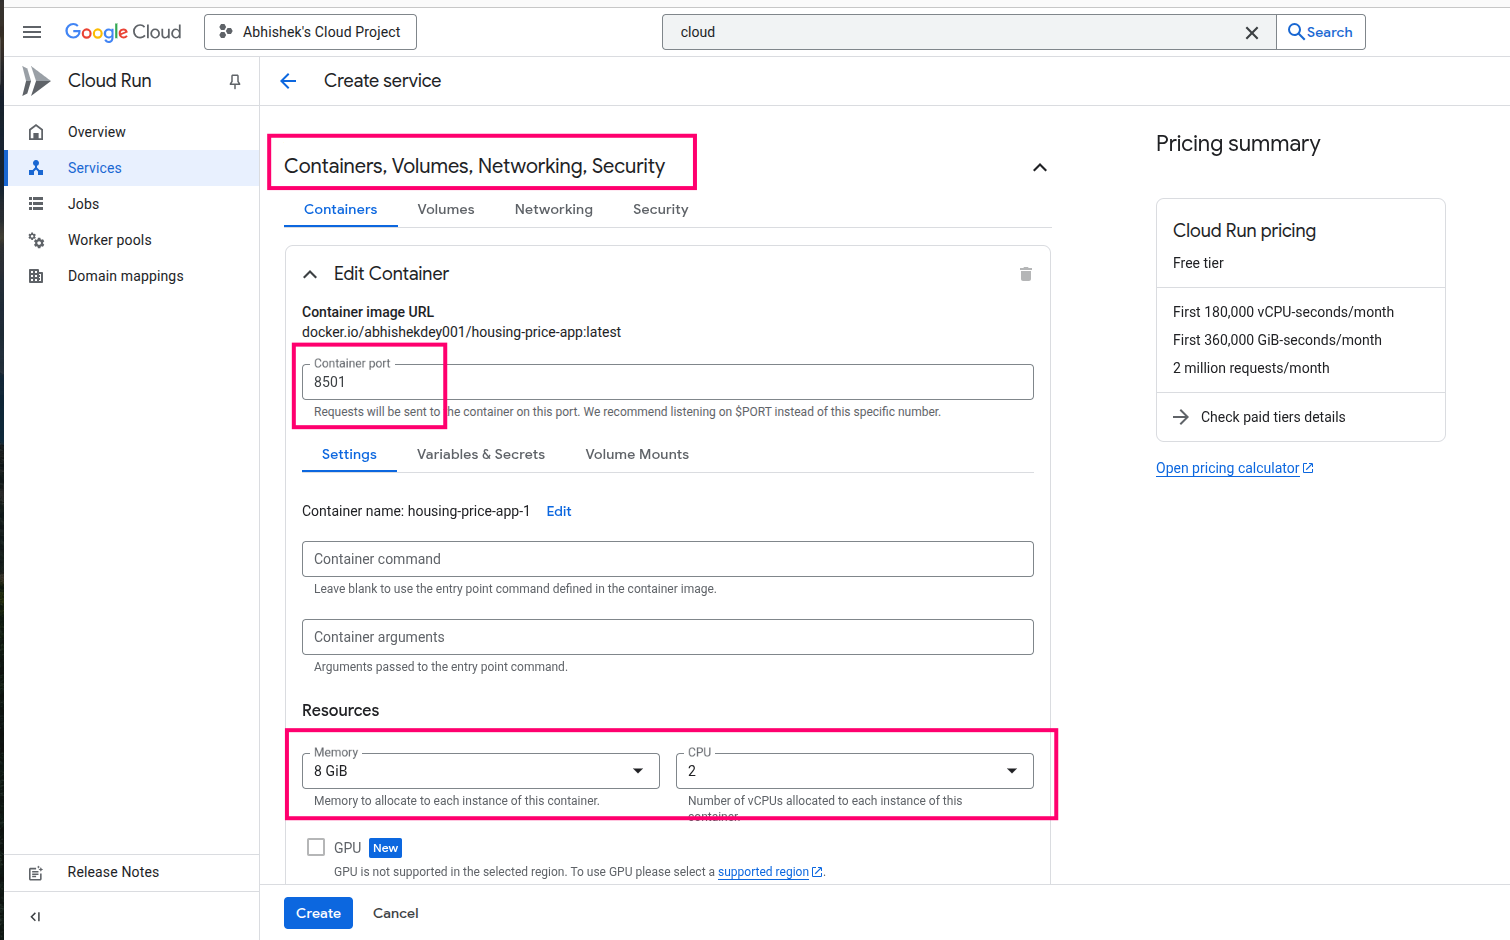 Google Cloud
Abhishek's Cloud Project
cloud
Search
Cloud Run
Create service
Overview
Services
Jobs
Worker pools
Domain mappings
Release Notes
Containers, Volumes, Networking, Security
Containers
Volumes
Networking
Security
Edit Container
Container image URL
docker.io/abhishekdey001/housing-price-app:latest
Container port
8501
Requests will be sent to the container on this port. We recommend listening on $PORT instead of this specific number.
Settings
Variables & Secrets
Volume Mounts
Container name: housing-price-app-1 Edit
Container command
Leave blank to use the entry point command defined in the container image.
Container arguments
Arguments passed to the entry point command.
Resources
Memory
8 GiB
Memory to allocate to each instance of this container.
CPU
2
Number of vCPUs allocated to each instance of this
container.
GPU New
GPU is not supported in the selected region. To use GPU please select a supported region.
Create
Cancel
Pricing summary
Cloud Run pricing
Free tier
First 180,000 vCPU-seconds/month
First 360,000 GiB-seconds/month
2 million requests/month
Check paid tiers details
Open pricing calculator